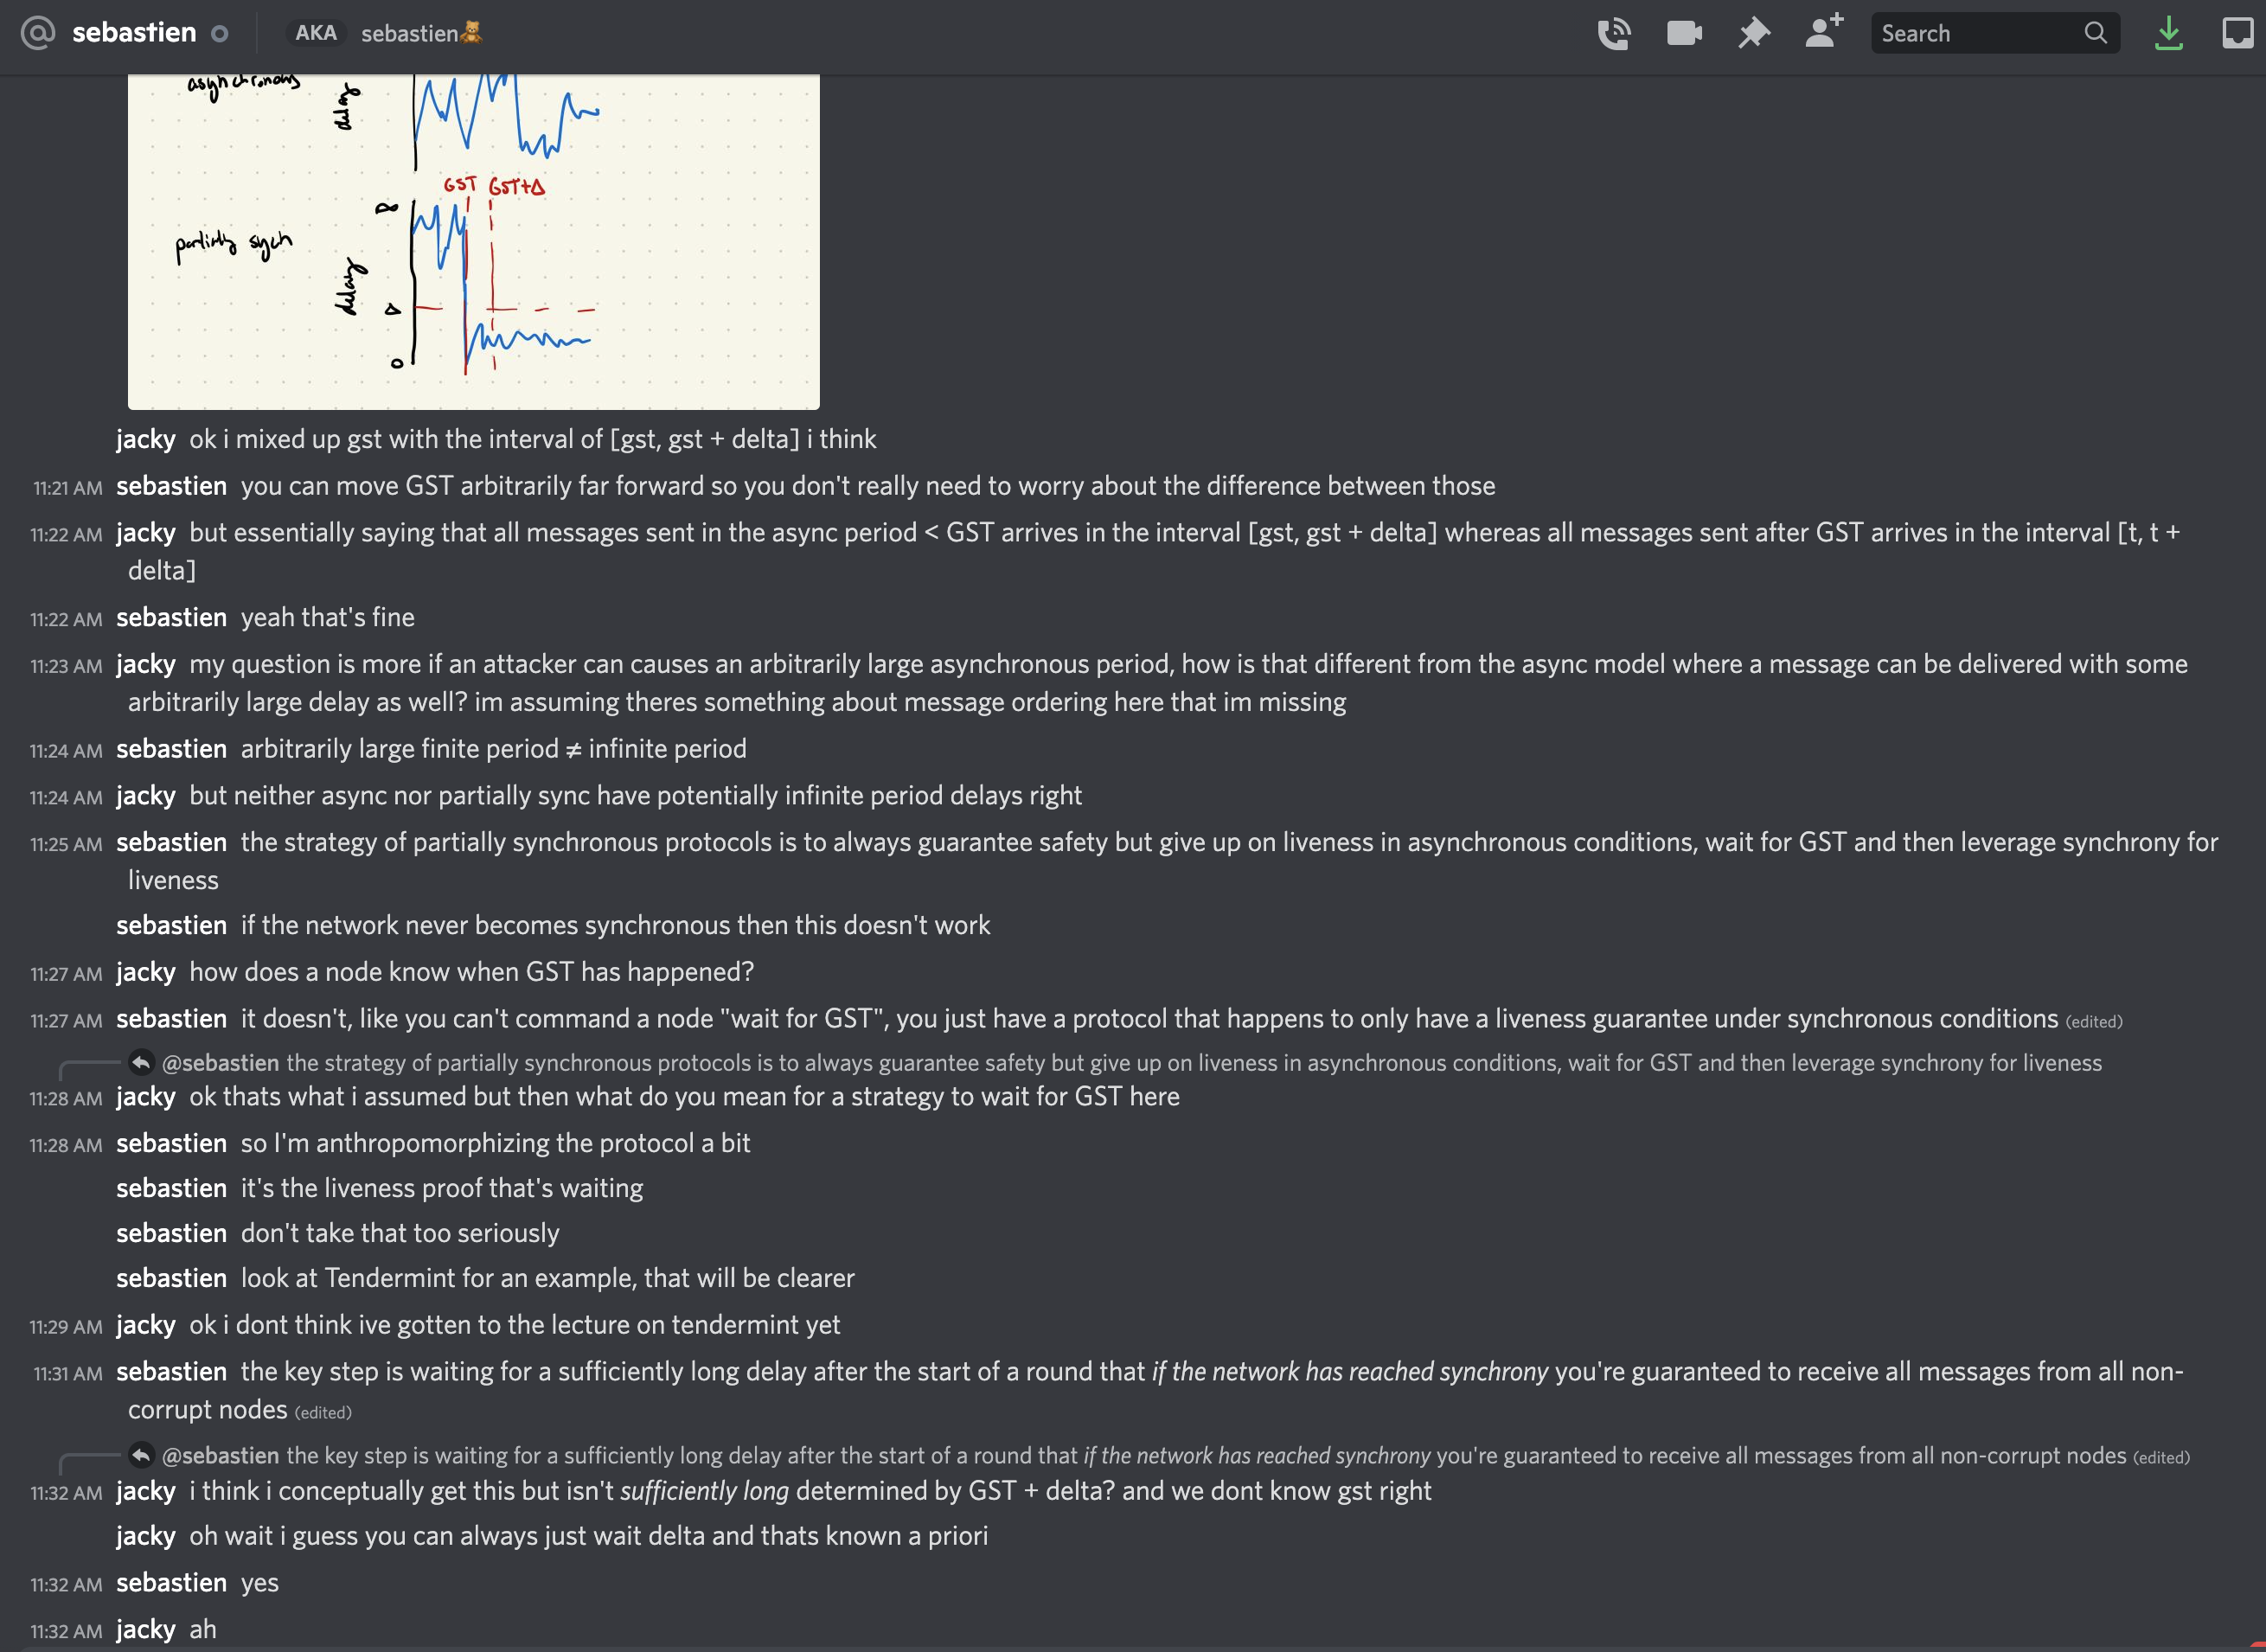 @ sebastien AKA sebastien🧸 Search
asynchronous
delay
GST GST+Δ
∞
partially sych
delay
Δ
0
jacky ok i mixed up gst with the interval of [gst, gst + delta] i think
11:21 AM sebastien you can move GST arbitrarily far forward so you don't really need to worry about the difference between those
11:22 AM jacky but essentially saying that all messages sent in the async period < GST arrives in the interval [gst, gst + delta] whereas all messages sent after GST arrives in the interval [t, t +
delta]
11:22 AM sebastien yeah that's fine
11:23 AM jacky my question is more if an attacker can causes an arbitrarily large asynchronous period, how is that different from the async model where a message can be delivered with some
arbitrarily large delay as well? im assuming theres something about message ordering here that im missing
11:24 AM sebastien arbitrarily large finite period ≠ infinite period
11:24 AM jacky but neither async nor partially sync have potentially infinite period delays right
11:25 AM sebastien the strategy of partially synchronous protocols is to always guarantee safety but give up on liveness in asynchronous conditions, wait for GST and then leverage synchrony for
liveness
sebastien if the network never becomes synchronous then this doesn't work
11:27 AM jacky how does a node know when GST has happened?
11:27 AM sebastien it doesn't, like you can't command a node "wait for GST", you just have a protocol that happens to only have a liveness guarantee under synchronous conditions (edited)
@sebastien the strategy of partially synchronous protocols is to always guarantee safety but give up on liveness in asynchronous conditions, wait for GST and then leverage synchrony for liveness
11:28 AM jacky ok thats what i assumed but then what do you mean for a strategy to wait for GST here
11:28 AM sebastien so I'm anthropomorphizing the protocol a bit
sebastien it's the liveness proof that's waiting
sebastien don't take that too seriously
sebastien look at Tendermint for an example, that will be clearer
11:29 AM jacky ok i dont think ive gotten to the lecture on tendermint yet
11:31 AM sebastien the key step is waiting for a sufficiently long delay after the start of a round that if the network has reached synchrony you're guaranteed to receive all messages from all non-
corrupt nodes (edited)
@sebastien the key step is waiting for a sufficiently long delay after the start of a round that if the network has reached synchrony you're guaranteed to receive all messages from all non-corrupt nodes (edited)
11:32 AM jacky i think i conceptually get this but isn't sufficiently long determined by GST + delta? and we dont know gst right
jacky oh wait i guess you can always just wait delta and thats known a priori
11:32 AM sebastien yes
11:32 AM jacky ah